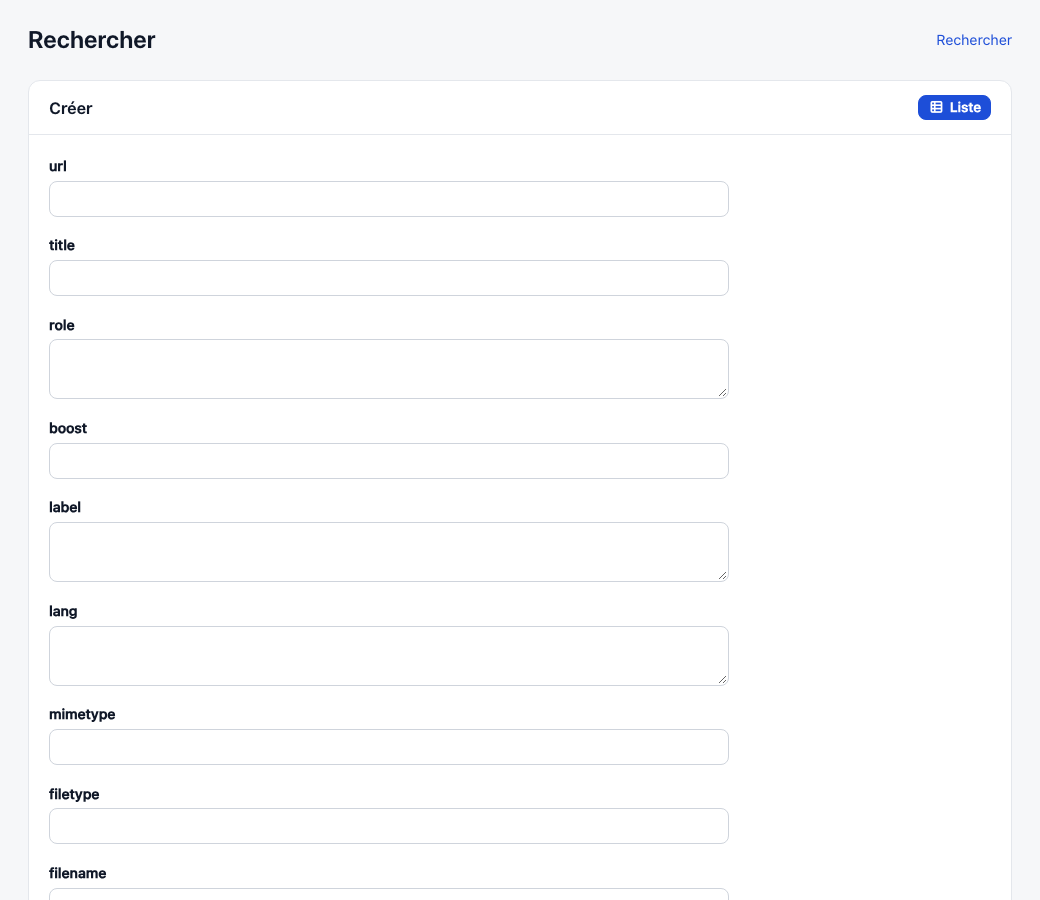 Rechercher
Rechercher
Créer
Liste
url
title
role
boost
label
lang
mimetype
filetype
filename